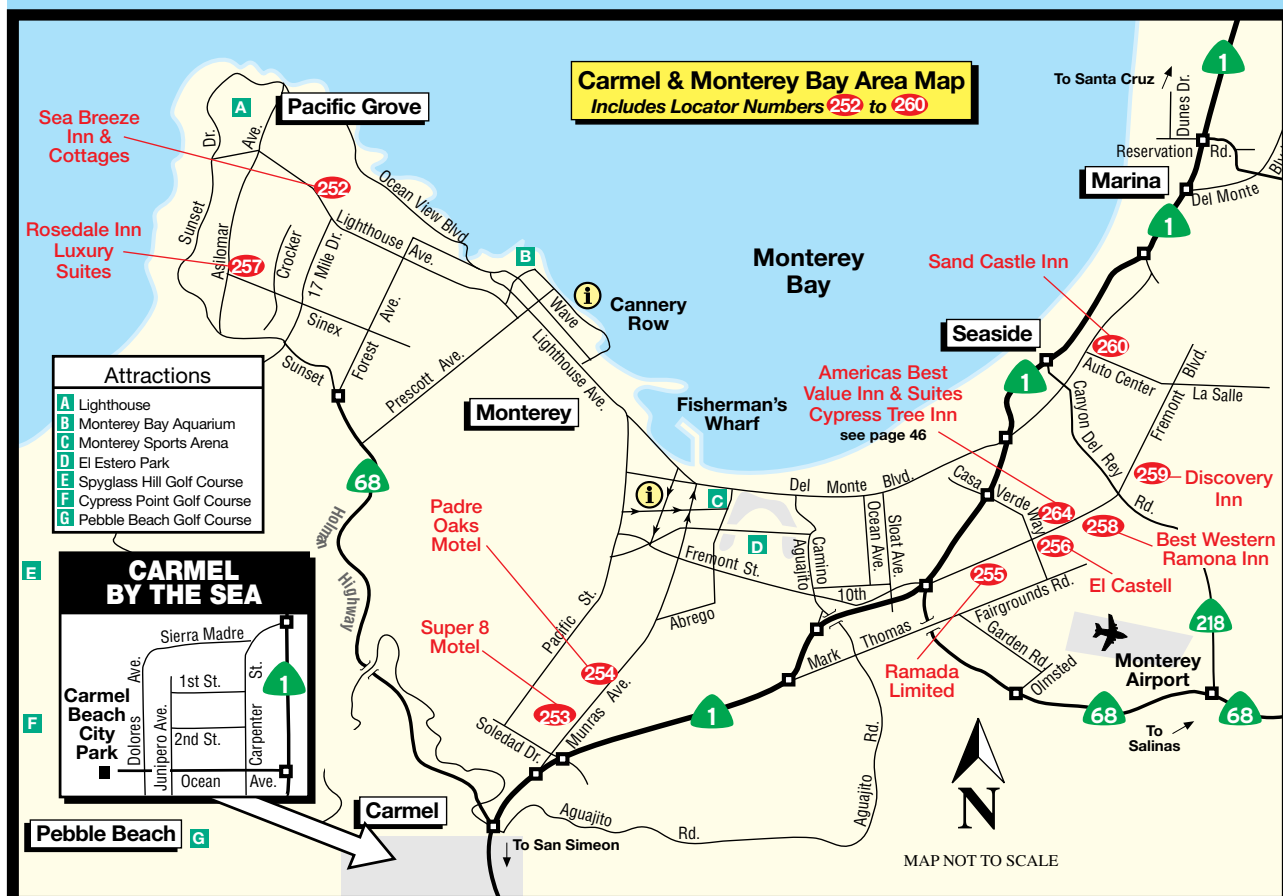 Carmel & Monterey Bay Area Map
Includes Locator Numbers 252 to 260
To Santa Cruz
1
Dunes Dr.
Reservation Rd.
Marina
Del Monte Blv
1
A
Pacific Grove
Sea Breeze
Inn &
Cottages
252
Dr.
Ave.
Ocean View Blvd.
Sunset
Asilomar
Rosedale Inn
Luxury
Suites
257
Crocker
17 Mile Dr.
Lighthouse Ave.
B
i
Wave
Cannery
Row
Monterey
Bay
Sand Castle Inn
260
Seaside
1
Auto Center
La Salle
Fremont Blvd.
Canyon Del Rey
Rd.
Sinex
Sunset
Forest
Ave.
Prescott Ave.
Lighthouse Ave.
Attractions
A Lighthouse
B Monterey Bay Aquarium
C Monterey Sports Arena
D El Estero Park
E Spyglass Hill Golf Course
F Cypress Point Golf Course
G Pebble Beach Golf Course
Monterey
Fisherman's
Wharf
Americas Best
Value Inn & Suites
Cypress Tree Inn
see page 46
264
259
Discovery
Inn
258
Best Western
Ramona Inn
256
El Castell
255
Ramada
Limited
68
Holman
Highway
Padre
Oaks
Motel
254
Super 8
Motel
253
i
C
D
Del Monte Blvd.
Casa Verde Way
Ocean Ave.
Sloat Ave.
Camino
Aguajito
Fremont St.
10th
Pacific St.
Abrego
Munras Ave.
Soledad Dr.
Mark Thomas
Fairgrounds Rd.
Garden Rd.
Olmsted
218
Monterey
Airport
68
68
To
Salinas
1
Aguajito Rd.
Aguajito Rd.
E
CARMEL
BY THE SEA
Sierra Madre
Ave.
St.
1
1st St.
Carmel
Beach
City
Park
Dolores
Junipero Ave.
2nd St.
Carpenter
Ocean Ave.
F
Carmel
Pebble Beach
G
To San Simeon
N
MAP NOT TO SCALE